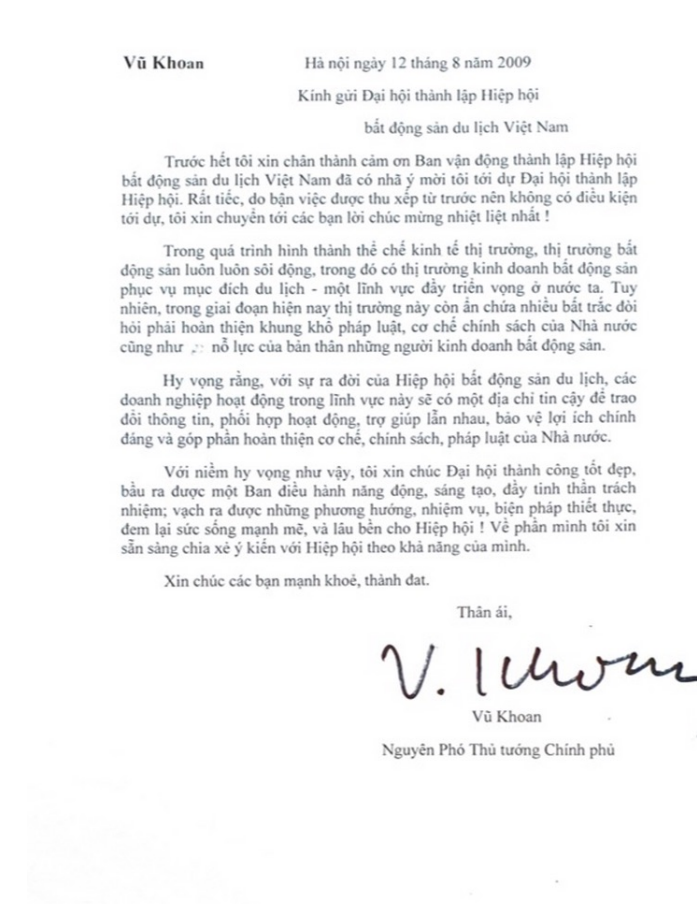 Vũ Khoan Hà nội ngày 12 tháng 8 năm 2009
Kính gửi Đại hội thành lập Hiệp hội
bất động sản du lịch Việt Nam
Trước hết tôi xin chân thành cảm ơn Ban vận động thành lập Hiệp hội
bất động sản du lịch Việt Nam đã có nhã ý mời tôi tới dự Đại hội thành lập
Hiệp hội. Rất tiếc, do bận việc được thu xếp từ trước nên không có điều kiện
tới dự, tôi xin chuyển tới các bạn lời chúc mừng nhiệt liệt nhất !
Trong quá trình hình thành thể chế kinh tế thị trường, thị trường bất
động sản luôn luôn sôi động, trong đó có thị trường kinh doanh bất động sản
phục vụ mục đích du lịch - một lĩnh vực đầy triển vọng ở nước ta. Tuy
nhiên, trong giai đoạn hiện nay thị trường này còn ẩn chứa nhiều bất trắc đòi
hỏi phải hoàn thiện khung khổ pháp luật, cơ chế chính sách của Nhà nước
cũng như nỗ lực của bản thân những người kinh doanh bất động sản.
Hy vọng rằng, với sự ra đời của Hiệp hội bất động sản du lịch, các
doanh nghiệp hoạt động trong lĩnh vực này sẽ có một địa chỉ tin cậy để trao
đổi thông tin, phối hợp hoạt động, trợ giúp lẫn nhau, bảo vệ lợi ích chính
đáng và góp phần hoàn thiện cơ chế, chính sách, pháp luật của Nhà nước.
Với niềm hy vọng như vậy, tôi xin chúc Đại hội thành công tốt đẹp,
bầu ra được một Ban điều hành năng động, sáng tạo, đầy tinh thần trách
nhiệm; vạch ra được những phương hướng, nhiệm vụ, biện pháp thiết thực,
đem lại sức sống mạnh mẽ, và lâu bền cho Hiệp hội ! Về phần mình tôi xin
sẵn sàng chia xẻ ý kiến với Hiệp hội theo khả năng của mình.
Xin chúc các bạn mạnh khoẻ, thành đat.
Thân ái,
V. Khoan
Vũ Khoan
Nguyên Phó Thủ tướng Chính phủ